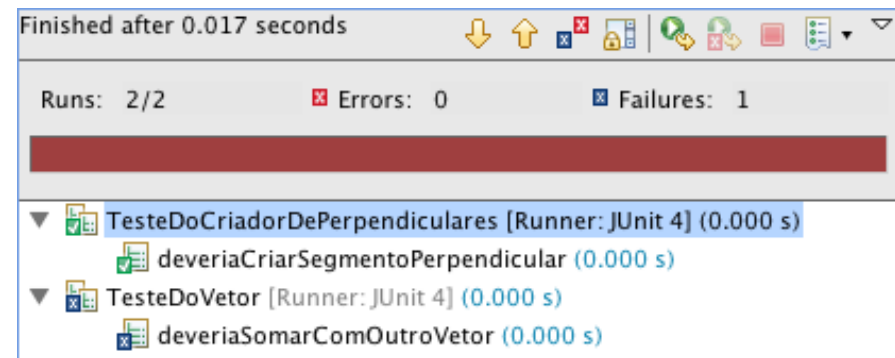 Finished after 0.017 seconds
Runs: 2/2 Errors: 0 Failures: 1
TesteDoCriadorDePerpendiculares [Runner: JUnit 4] (0.000 s)
deveriaCriarSegmentoPerpendicular (0.000 s)
TesteDoVetor [Runner: JUnit 4] (0.000 s)
deveriaSomarComOutroVetor (0.000 s)